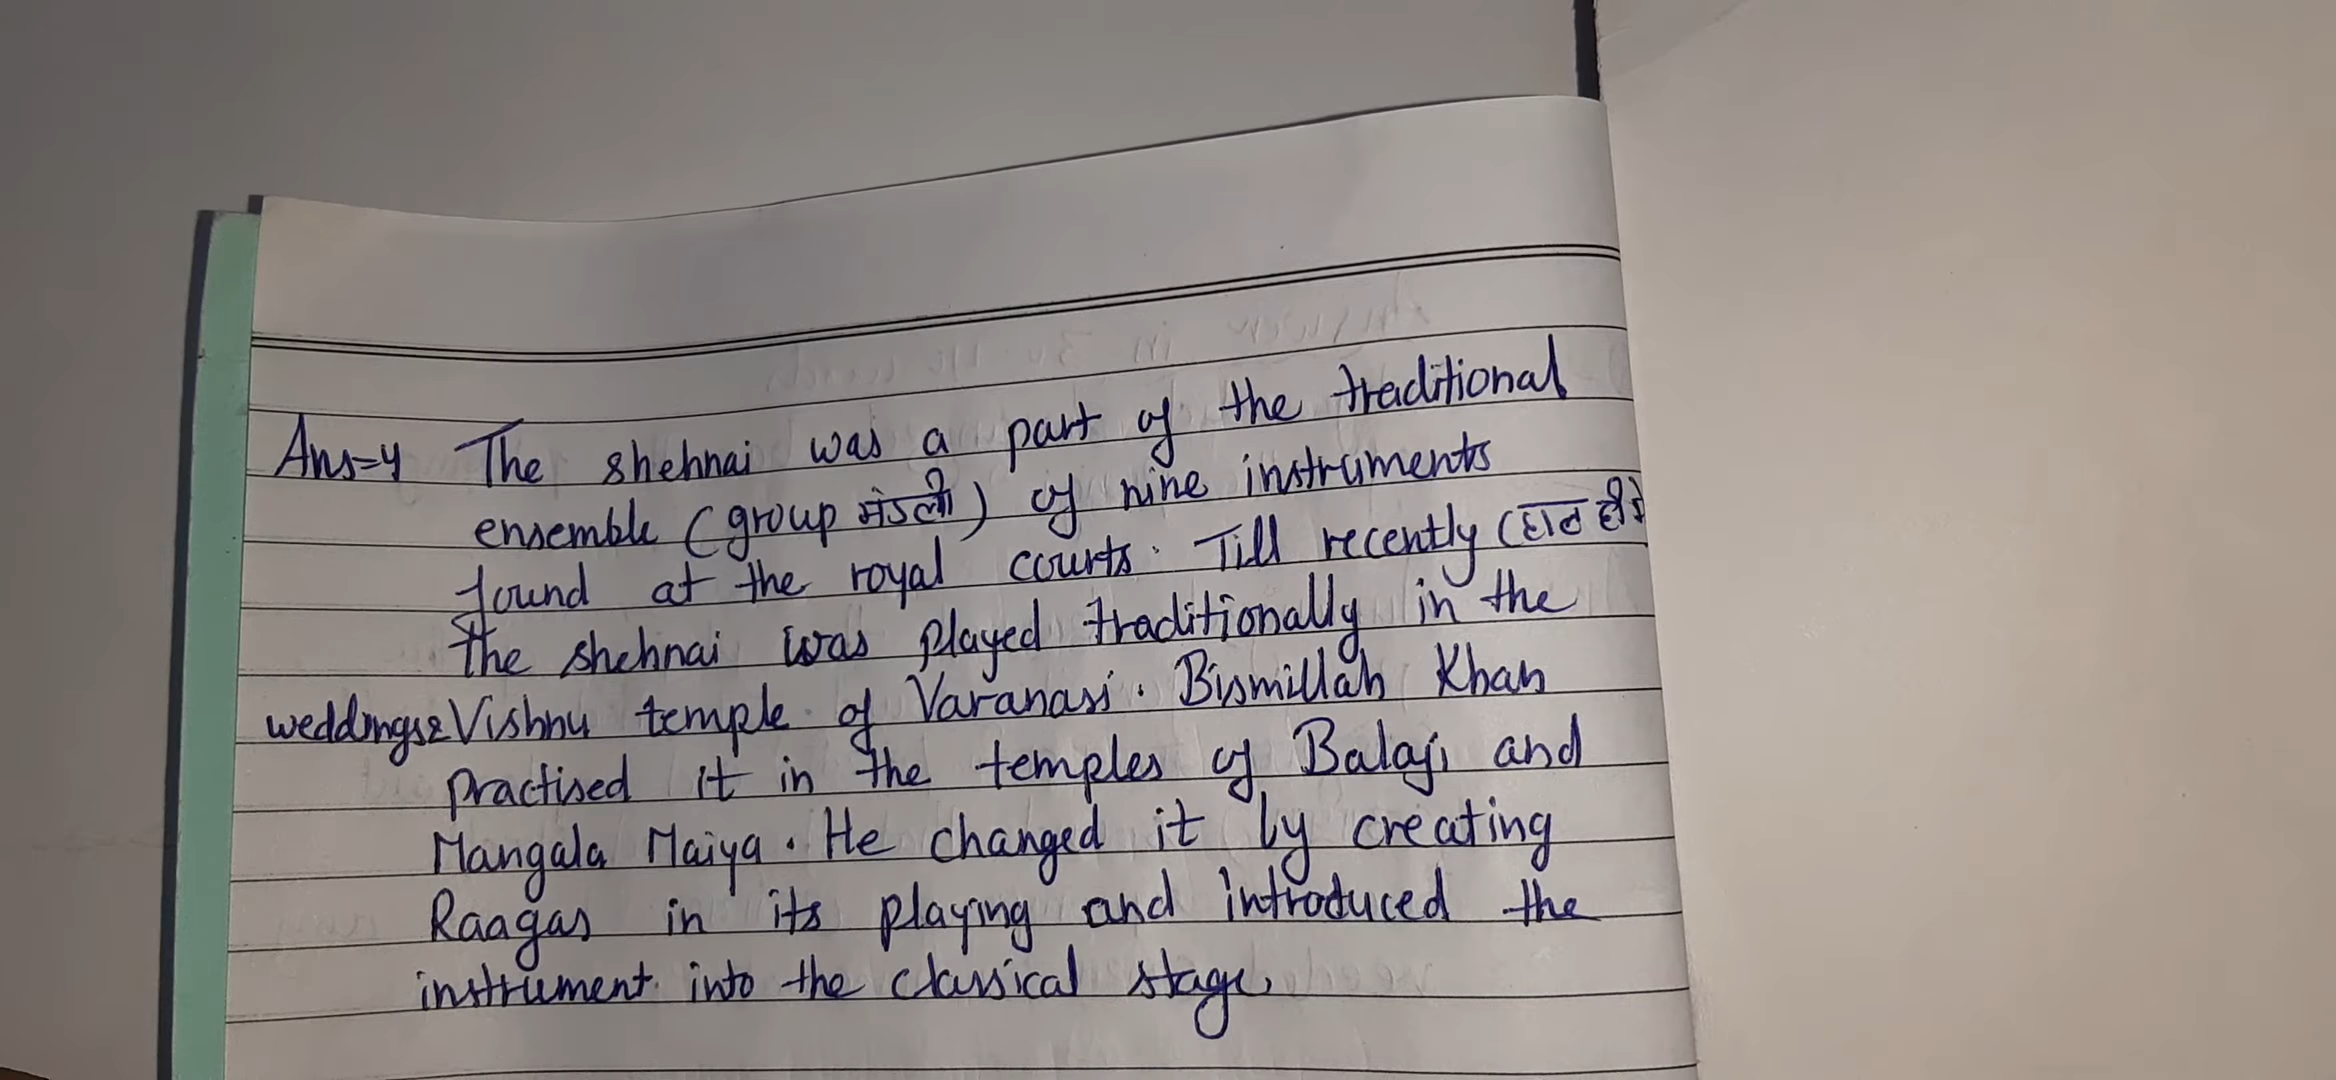 Ans=4 The shehnai was a part of the traditional
ensemble (group मंडली) of nine instruments
found at the royal courts. Till recently (हाल ही में
the shehnai was played traditionally in the
weddings & Vishnu temple of Varanasi. Bismillah Khan
Practised it in the temples of Balaji and
Mangala Maiya. He changed it by creating
Raagas in its playing and introduced the
instrument into the classical stage.